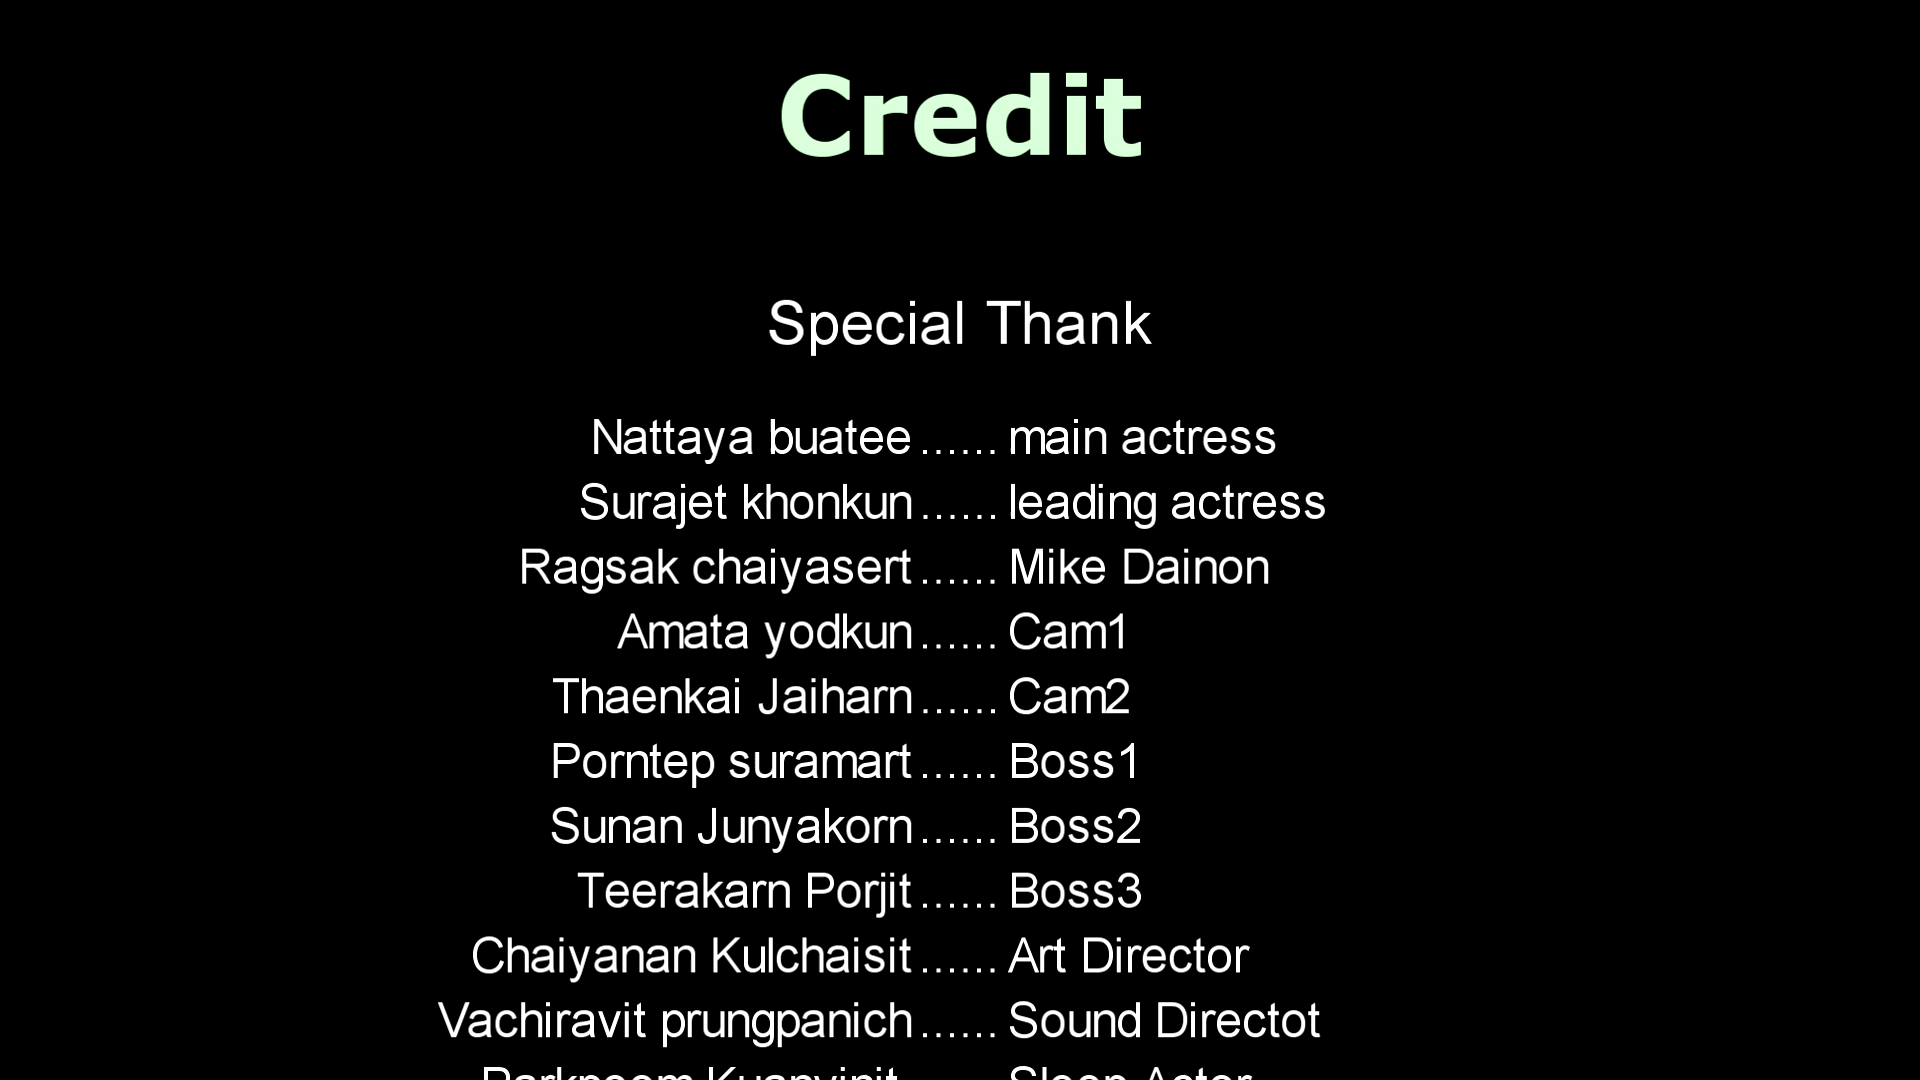 Credit
Special Thank
Nattaya buatee ...... main actress
Surajet khonkun ...... leading actress
Ragsak chaiyasert ...... Mike Dainon
Amata yodkun ...... Cam1
Thaenkai Jaiharn ...... Cam2
Porntep suramart ...... Boss1
Sunan Junyakorn ...... Boss2
Teerakarn Porjit ...... Boss3
Chaiyanan Kulchaisit ...... Art Director
Vachiravit prungpanich ...... Sound Directot